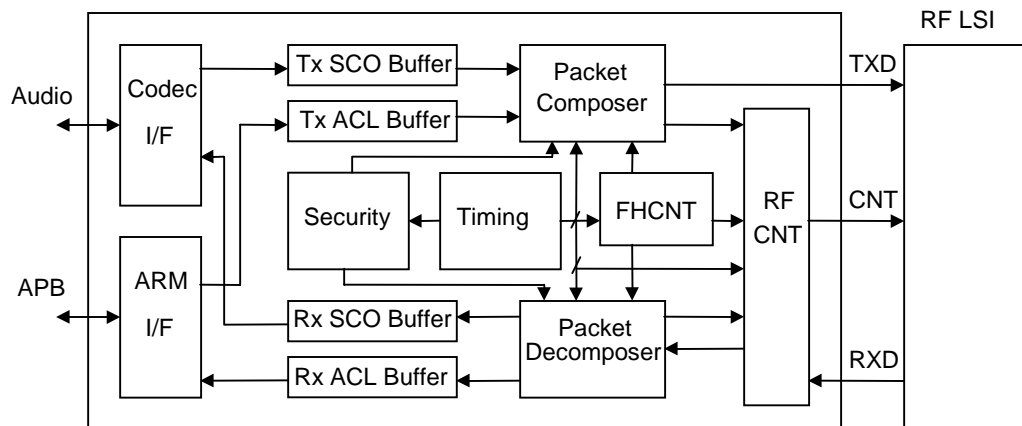 RF LSI
Tx SCO Buffer
Packet
Composer
TXD
Codec
I/F
Audio
Tx ACL Buffer
Security
Timing
FHCNT
RF
CNT
CNT
ARM
I/F
APB
Rx SCO Buffer
Packet
Decomposer
RXD
Rx ACL Buffer